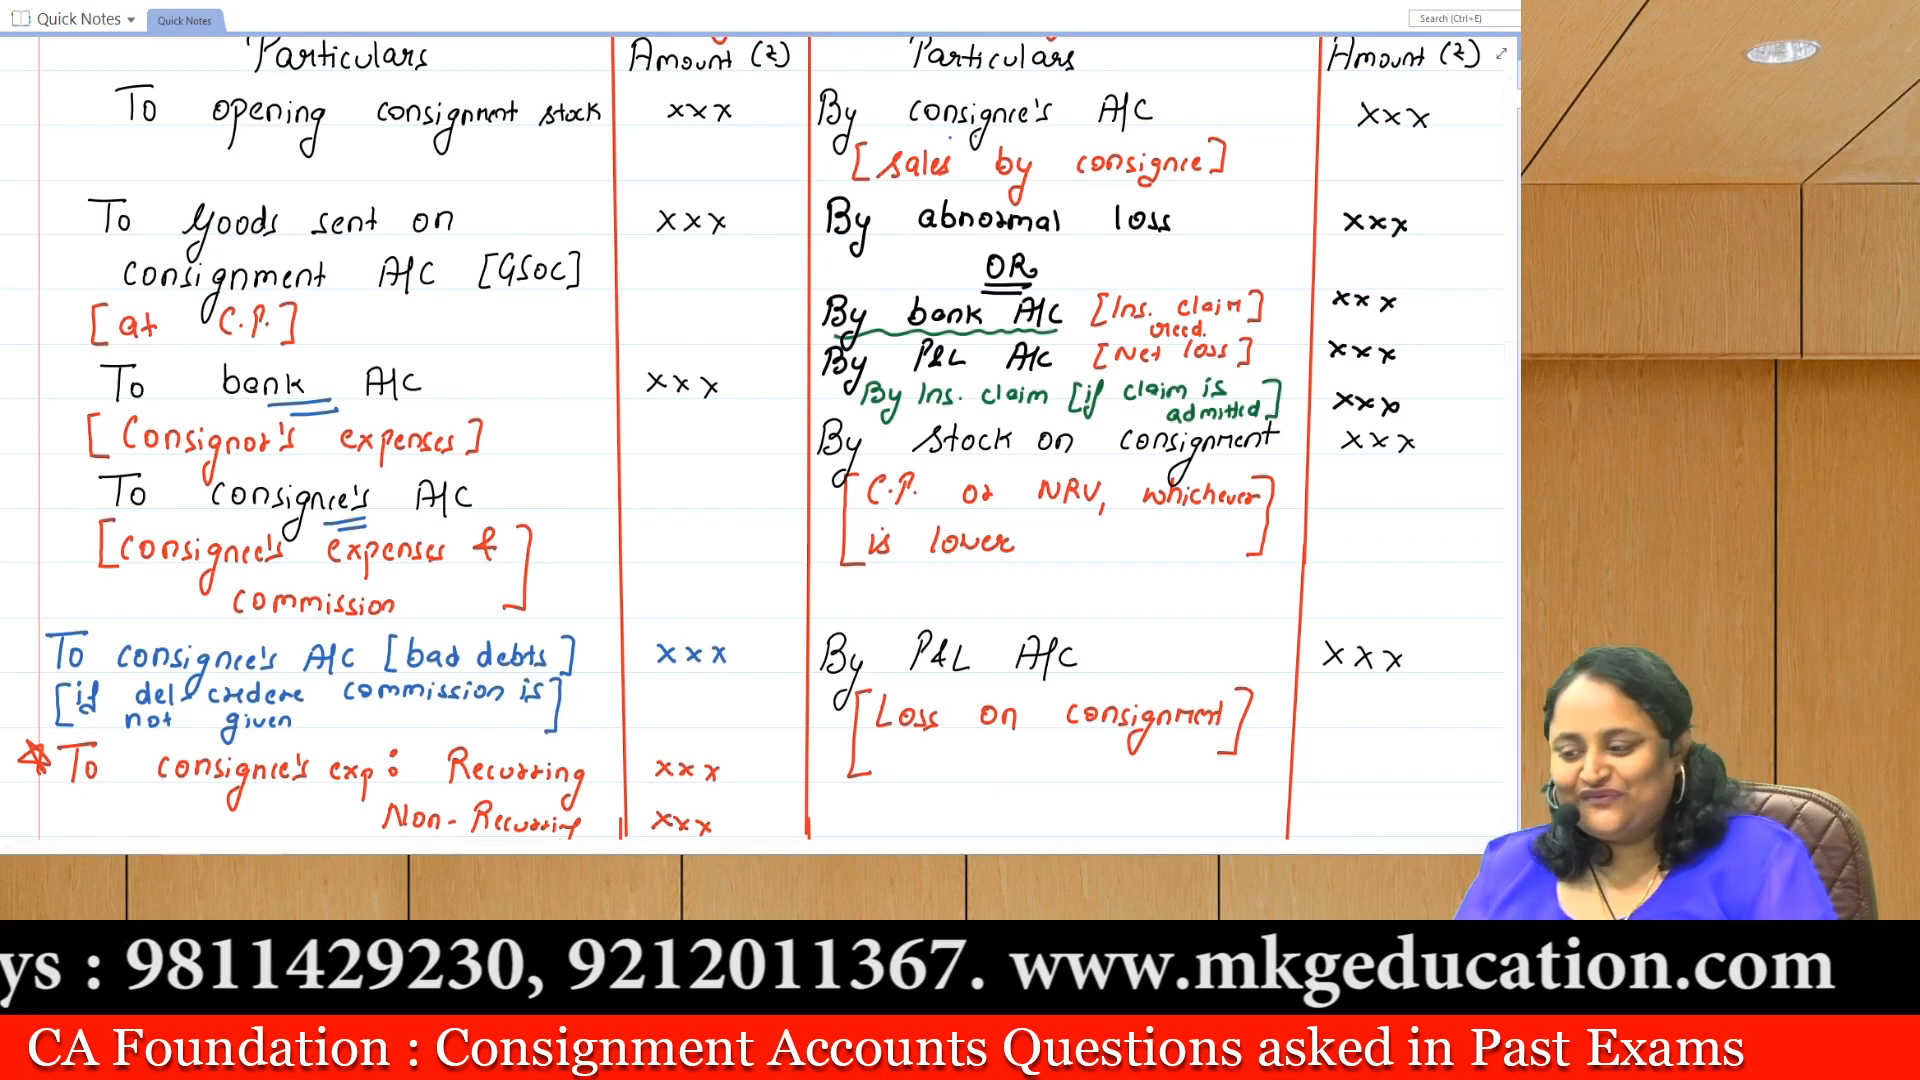 Quick Notes
Quick Notes
Search (Ctrl+E)
Particulars Amount (₹) Particulars Amount (₹)
To opening consignment stock xxx
To Goods sent on xxx
consignment A/C [GSOC]
[at C.P.]
To bank A/C xxx
[Consignor's expenses]
To consignee's A/C
[consignee's expenses &
commission]
To consignee's A/C [bad debts] xxx
[if del credere commission is
not given]
To consignee's exp: Recurring xxx
Non-Recurring xxx
By consignee's A/C xxx
[sales by consignee]
By abnormal loss xxx
OR
By bank A/C [Ins. claim xxx
recd.]
By P&L A/C [Net loss] xxx
By Ins. claim [if claim is
admitted] xxx
By stock on consignment xxx
[C.P. or NRV, whichever
is lower]
By P&L A/C xxx
[Loss on consignment]
ys : 9811429230, 9212011367. www.mkgeducation.com
CA Foundation : Consignment Accounts Questions asked in Past Exams